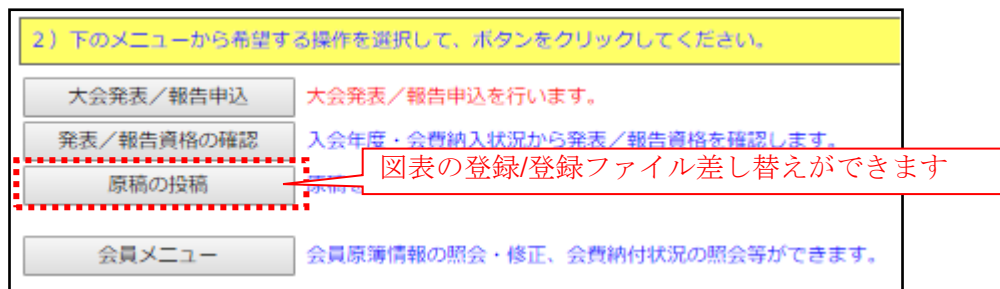 2）下のメニューから希望する操作を選択して、ボタンをクリックしてください。
大会発表／報告申込 大会発表／報告申込を行います。
発表／報告資格の確認 入会年度・会費納入状況から発表／報告資格を確認します。
図表の登録/登録ファイル差し替えができます
原稿の投稿 原稿を
会員メニュー 会員原簿情報の照会・修正、会費納付状況の照会等ができます。